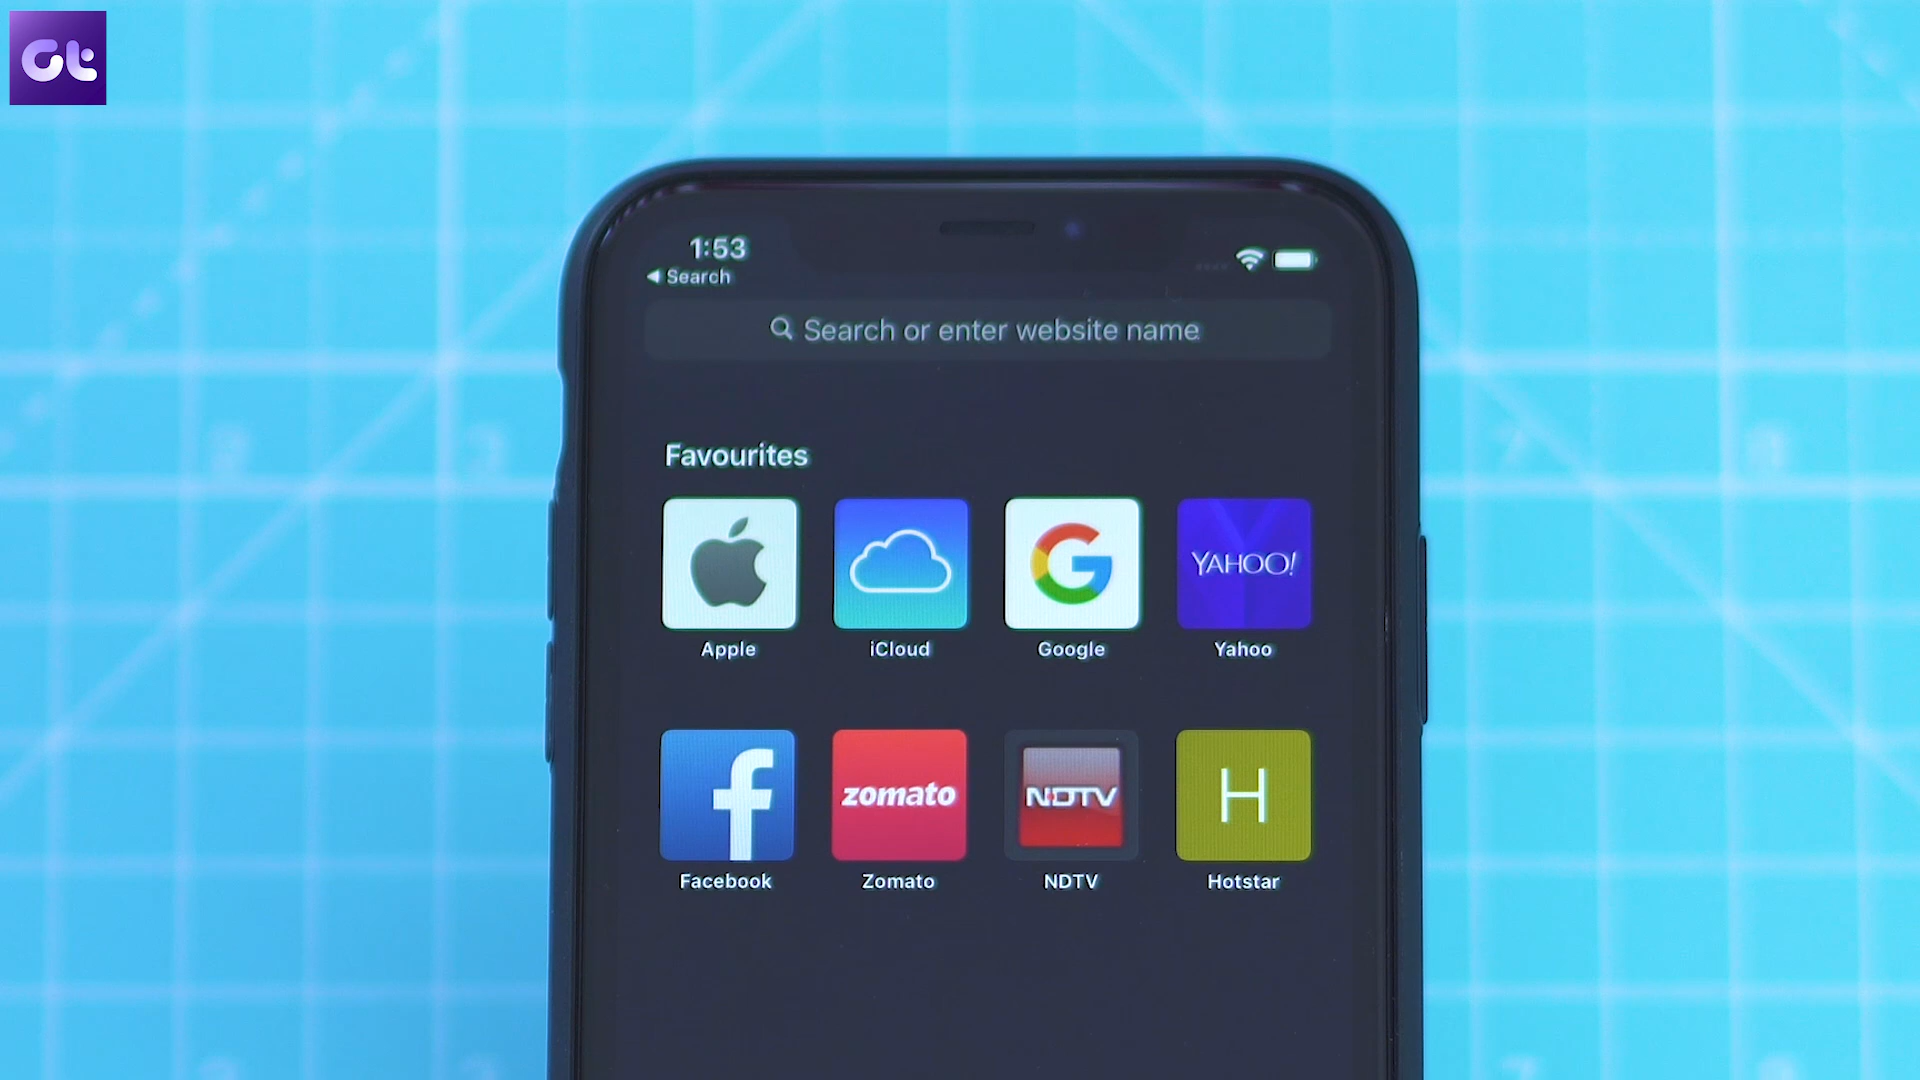 Gt
1:53
◀ Search
Search or enter website name
Favourites
YAHOO!
Apple
iCloud
Google
Yahoo
f
zomato
NDTV
H
Facebook
Zomato
NDTV
Hotstar